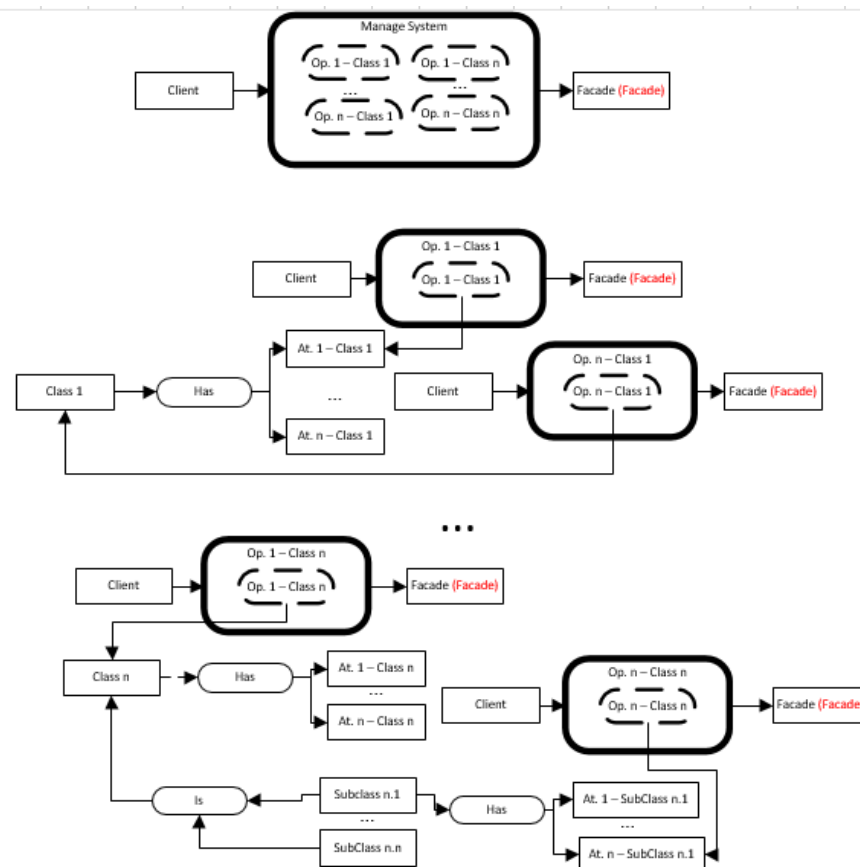 Manage System
Op. 1 – Class 1
Op. 1 – Class n
...
...
Op. n – Class 1
Op. n – Class n
Client
Facade (Facade)
Op. 1 – Class 1
Client
Op. 1 – Class 1
Facade (Facade)
At. 1 – Class 1
Op. n – Class 1
Class 1
Has
...
Client
Op. n – Class 1
Facade (Facade)
At. n – Class 1
...
Op. 1 – Class n
Client
Op. 1 – Class n
Facade (Facade)
Class n
Has
At. 1 – Class n
...
At. n – Class n
Op. n – Class n
Client
Op. n – Class n
Facade (Facade
Is
Subclass n.1
...
SubClass n.n
Has
At. 1 – SubClass n.1
...
At. n – SubClass n.1